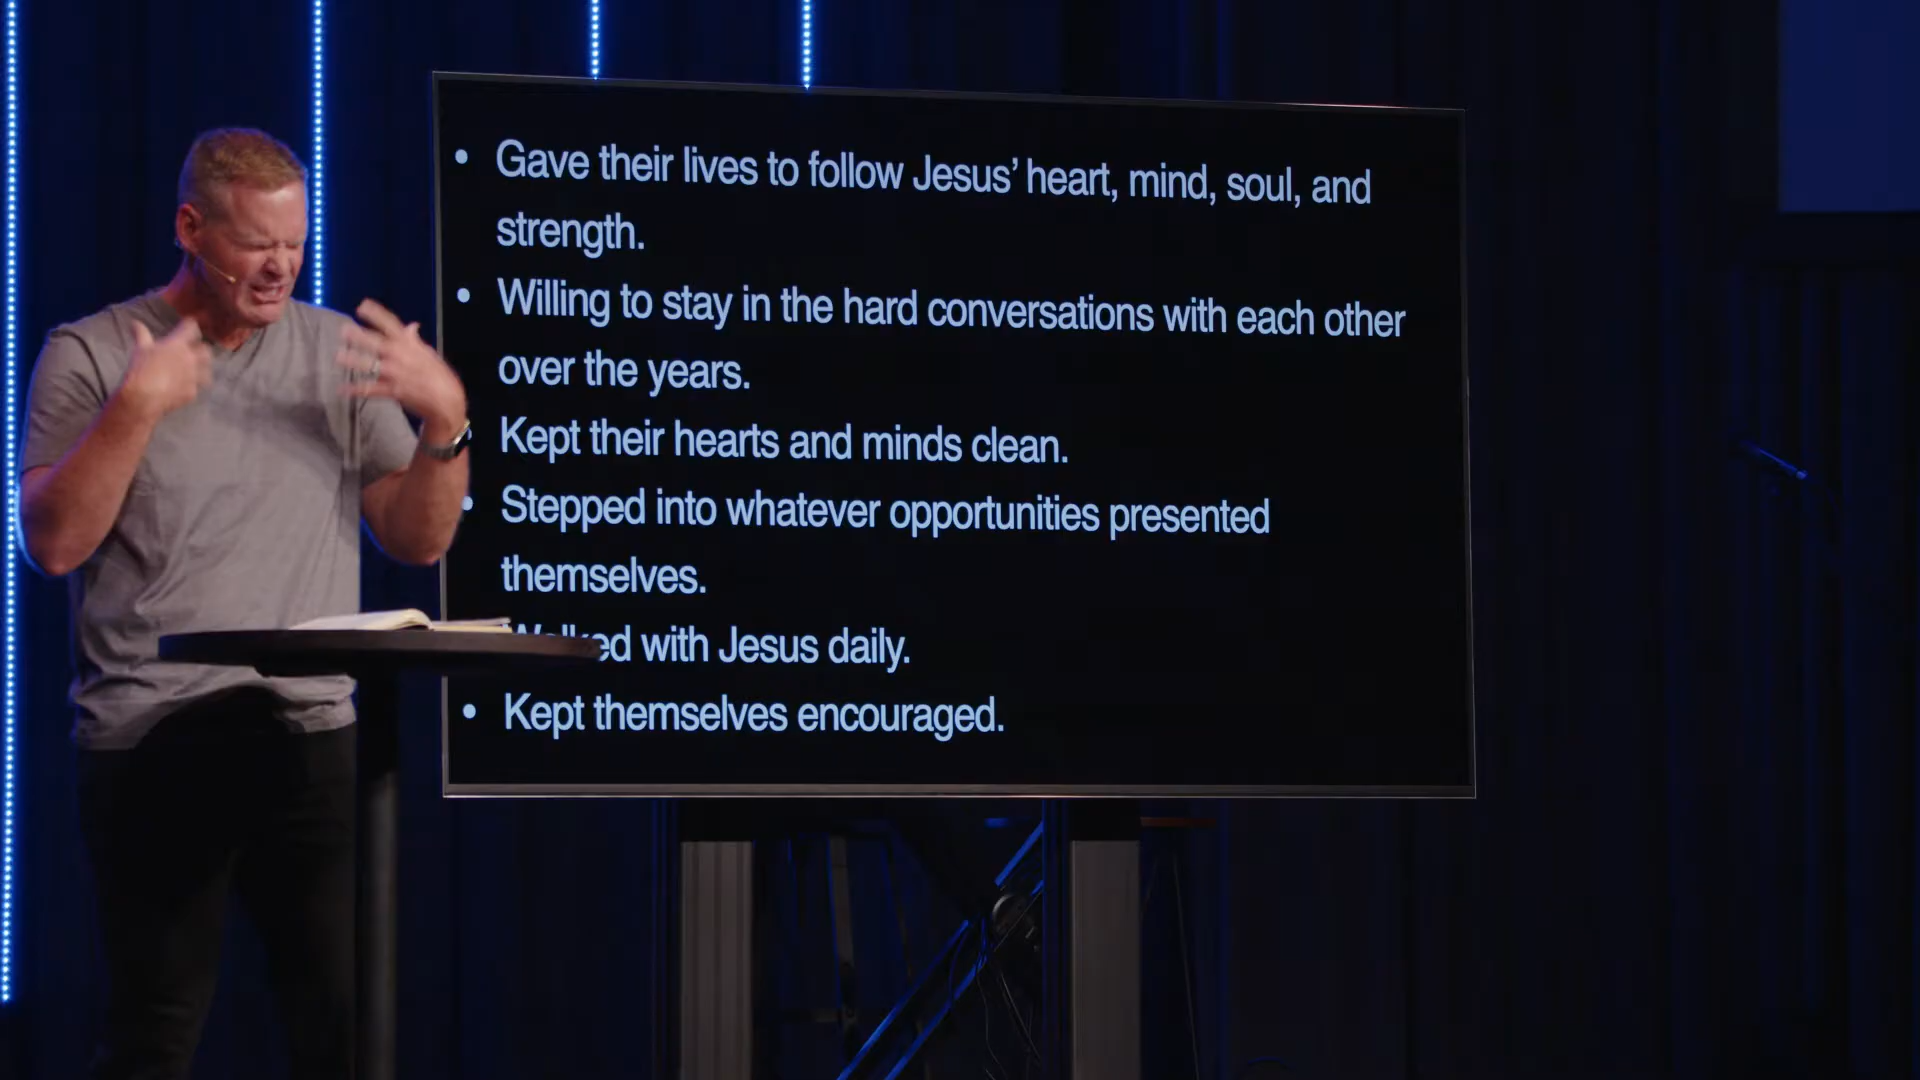 • Gave their lives to follow Jesus’ heart, mind, soul, and
strength.
• Willing to stay in the hard conversations with each other
over the years.
• Kept their hearts and minds clean.
• Stepped into whatever opportunities presented
themselves.
Walked with Jesus daily.
• Kept themselves encouraged.